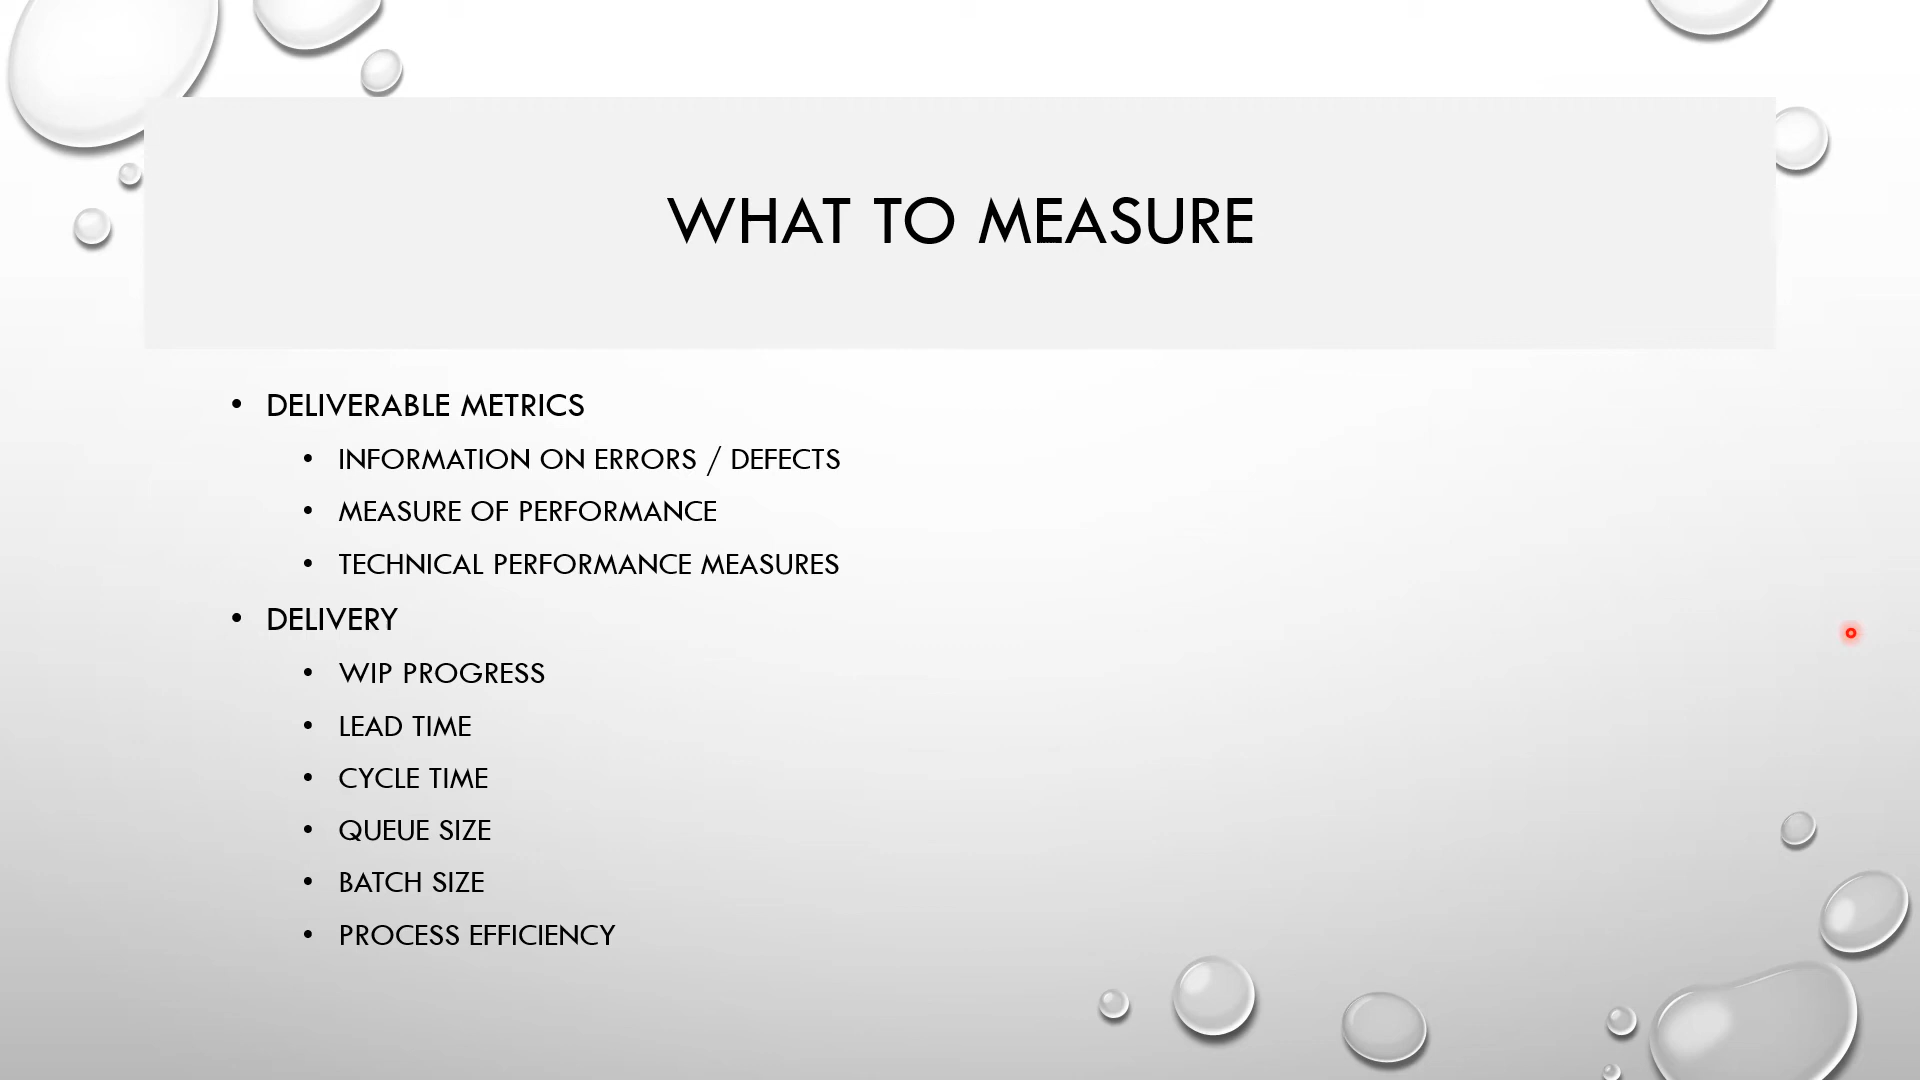 WHAT TO MEASURE
• DELIVERABLE METRICS
• INFORMATION ON ERRORS / DEFECTS
• MEASURE OF PERFORMANCE
• TECHNICAL PERFORMANCE MEASURES
• DELIVERY
• WIP PROGRESS
• LEAD TIME
• CYCLE TIME
• QUEUE SIZE
• BATCH SIZE
• PROCESS EFFICIENCY